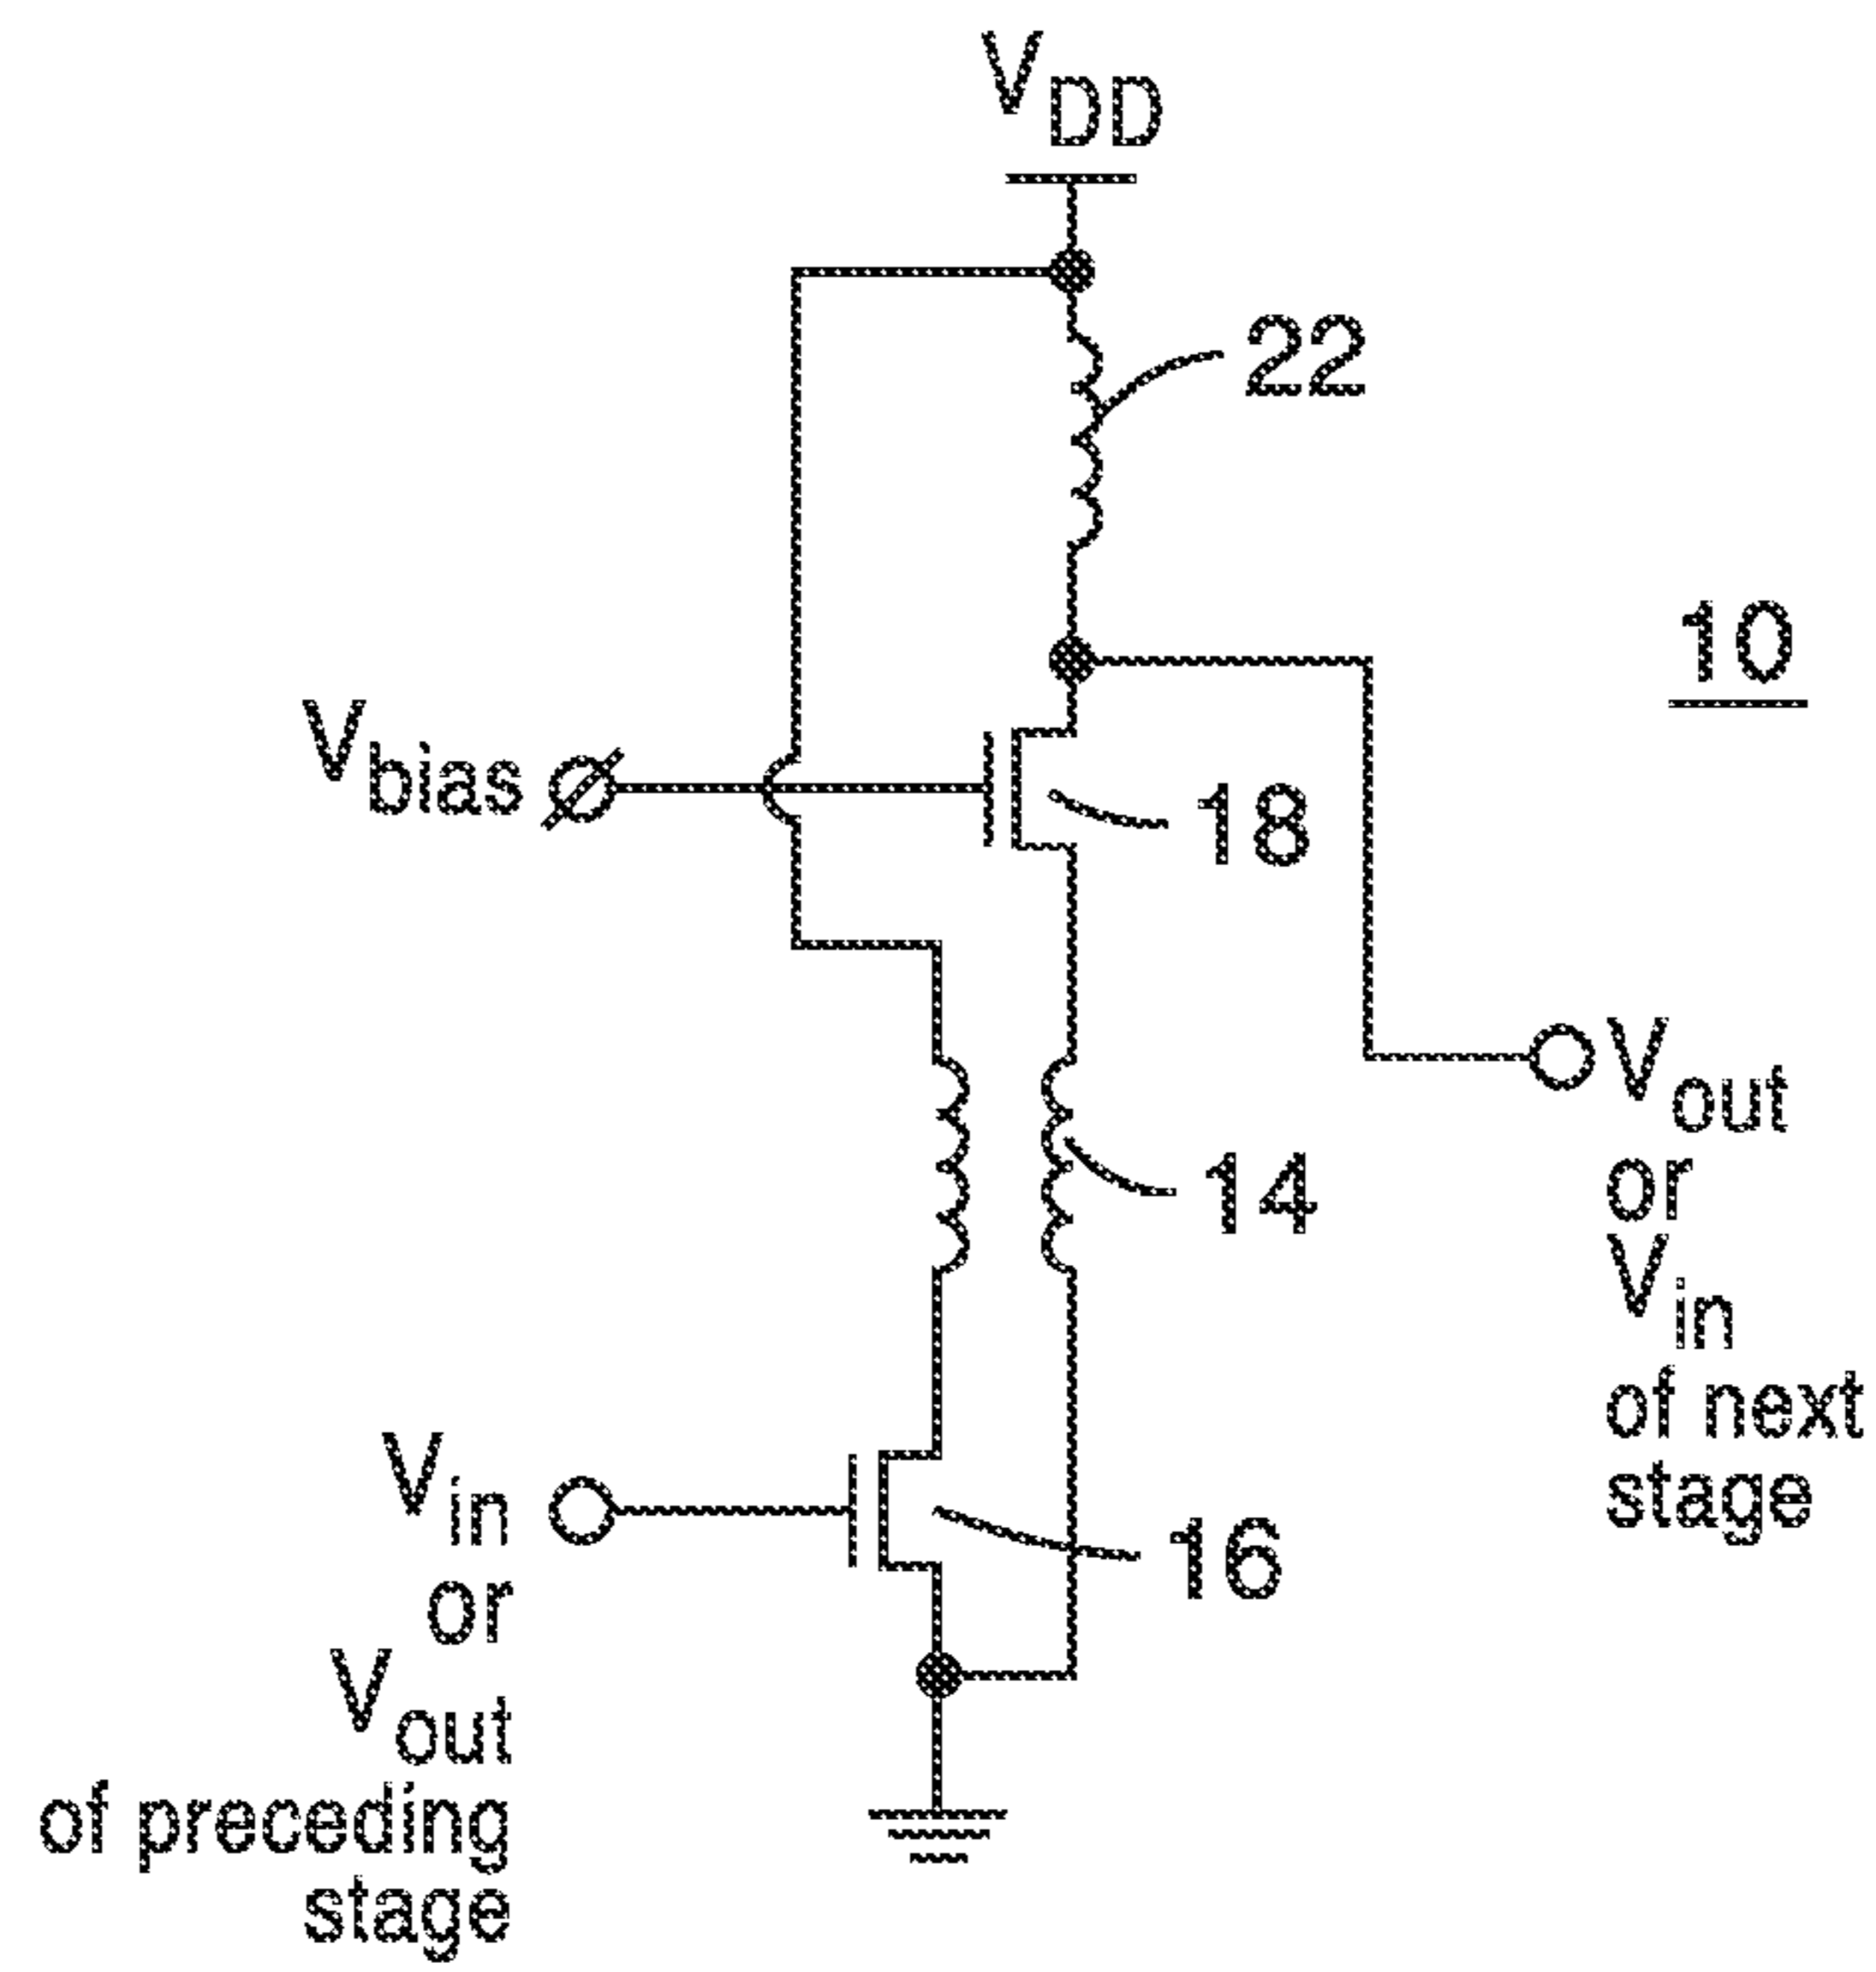 VDD
22
10
Vbias
18
Vout
or
Vin
of next
stage
14
Vin
or
Vout
of preceding
stage
16